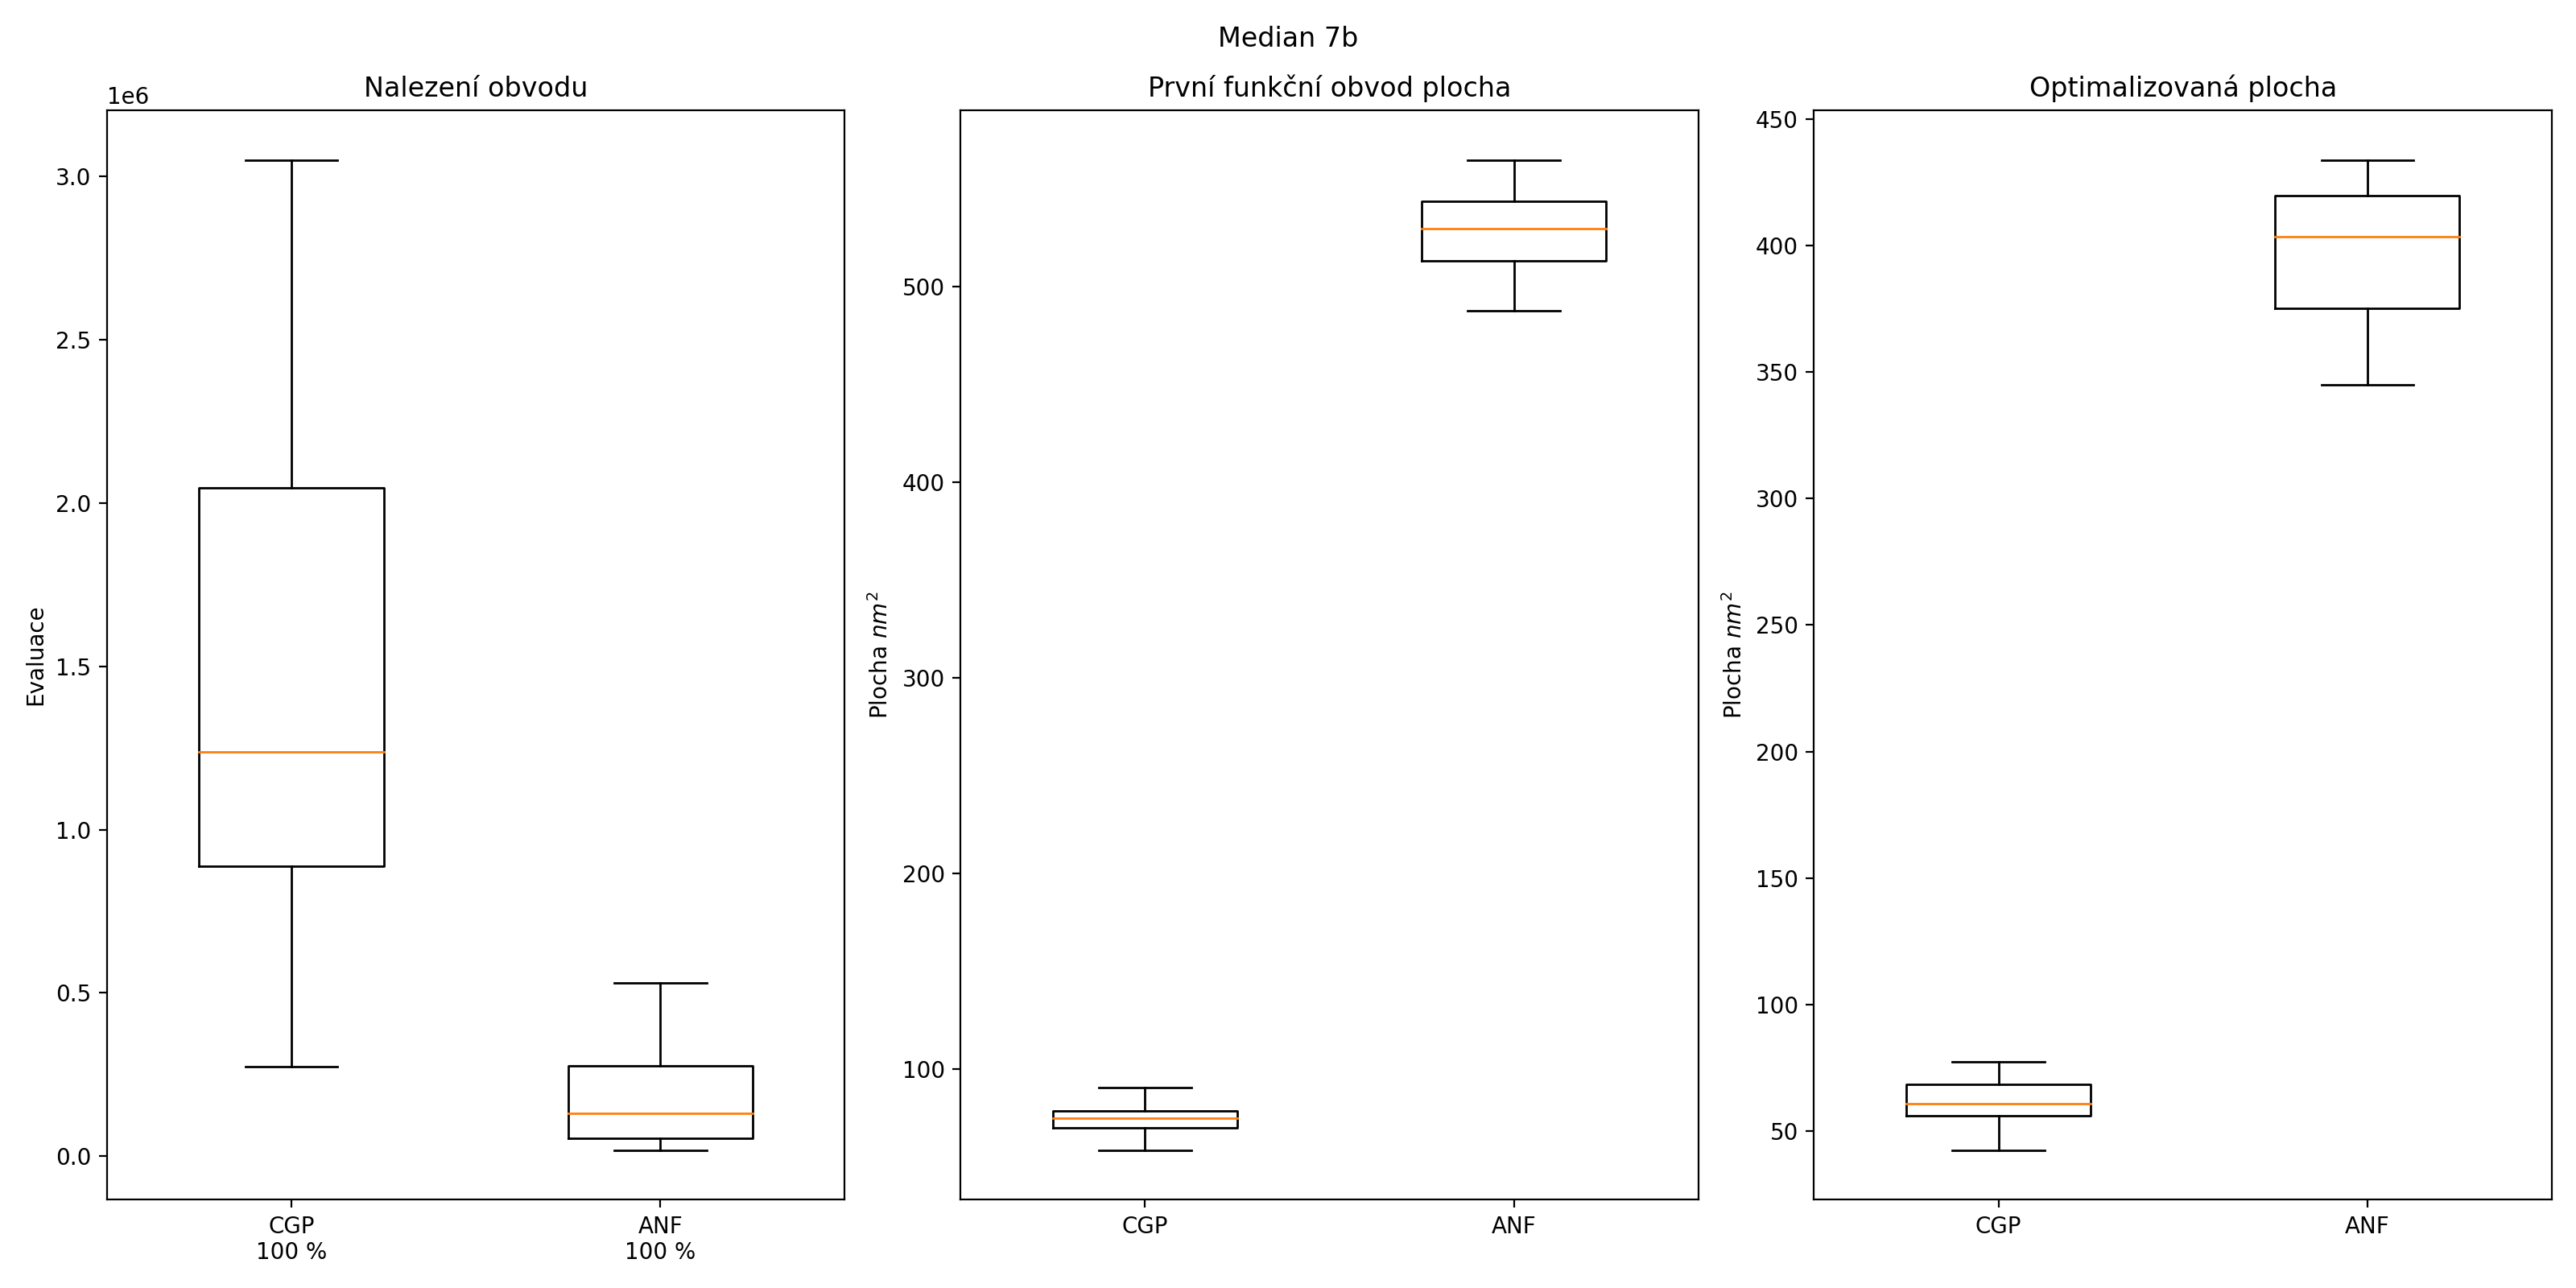 Median 7b
Nalezení obvodu
1e6
3.0
2.5
2.0
1.5
1.0
0.5
0.0
Evaluace
CGP
100 %
ANF
100 %
První funkční obvod plocha
500
400
300
200
100
Plocha nm²
CGP
ANF
Optimalizovaná plocha
450
400
350
300
250
200
150
100
50
Plocha nm²
CGP
ANF